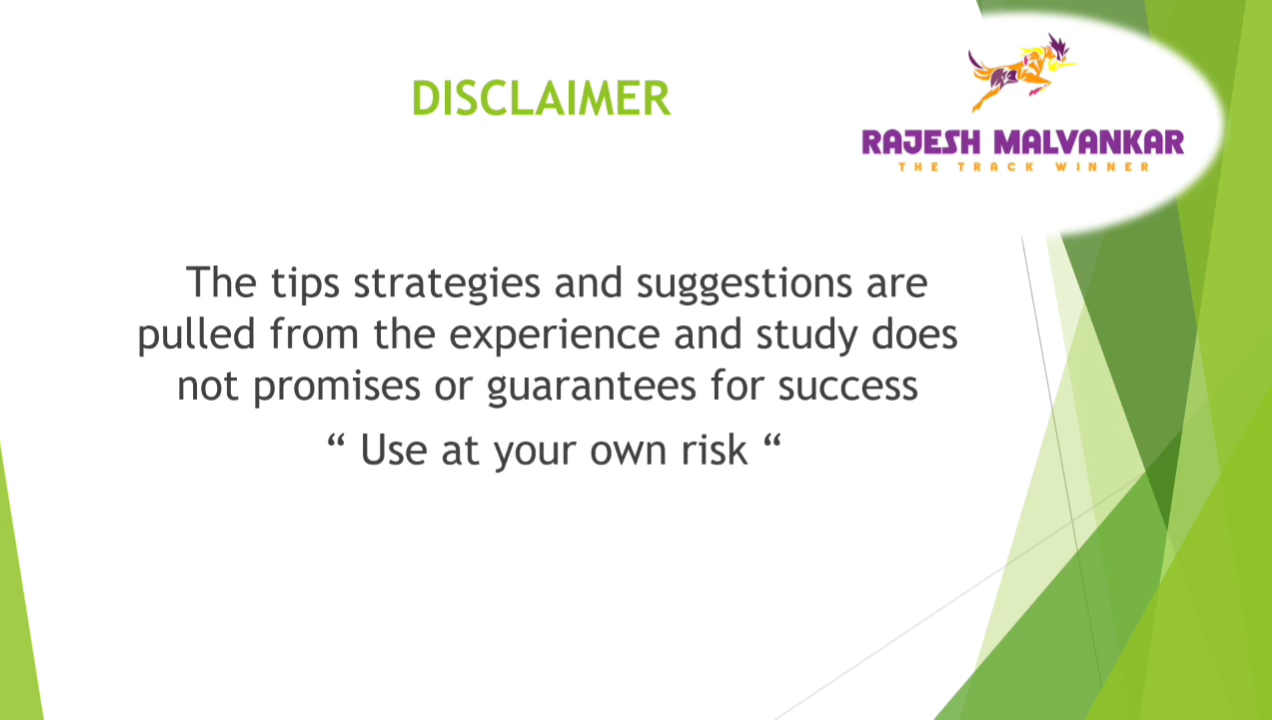 DISCLAIMER
RAJESH MALVANKAR
THE TRACK WINNER
The tips strategies and suggestions are
pulled from the experience and study does
not promises or guarantees for success
“ Use at your own risk “